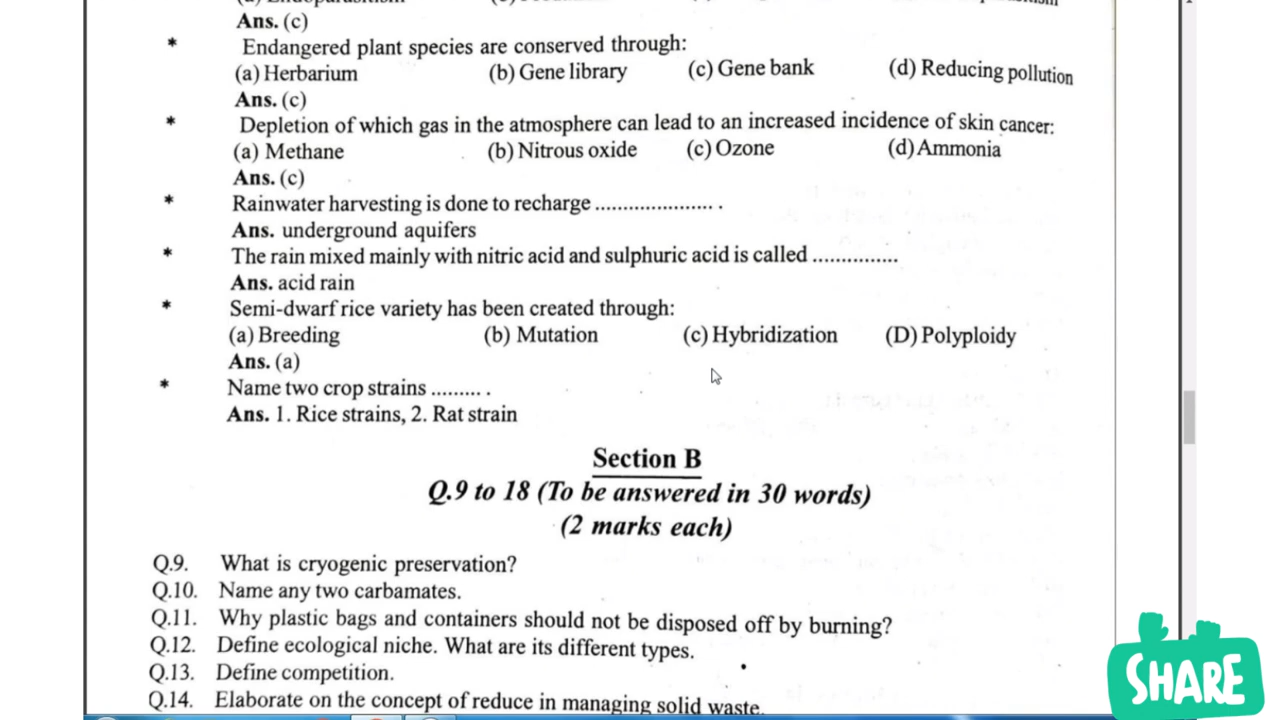 Ans. (c)
* Endangered plant species are conserved through:
(a) Herbarium (b) Gene library (c) Gene bank (d) Reducing pollution
Ans. (c)
* Depletion of which gas in the atmosphere can lead to an increased incidence of skin cancer:
(a) Methane (b) Nitrous oxide (c) Ozone (d) Ammonia
Ans. (c)
* Rainwater harvesting is done to recharge ..................... .
Ans. underground aquifers
* The rain mixed mainly with nitric acid and sulphuric acid is called ...............
Ans. acid rain
* Semi-dwarf rice variety has been created through:
(a) Breeding (b) Mutation (c) Hybridization (D) Polyploidy
Ans. (a)
* Name two crop strains ......... .
Ans. 1. Rice strains, 2. Rat strain
Section B
Q.9 to 18 (To be answered in 30 words)
(2 marks each)
Q.9. What is cryogenic preservation?
Q.10. Name any two carbamates.
Q.11. Why plastic bags and containers should not be disposed off by burning?
Q.12. Define ecological niche. What are its different types.
Q.13. Define competition.
Q.14. Elaborate on the concept of reduce in managing solid waste.
SHARE